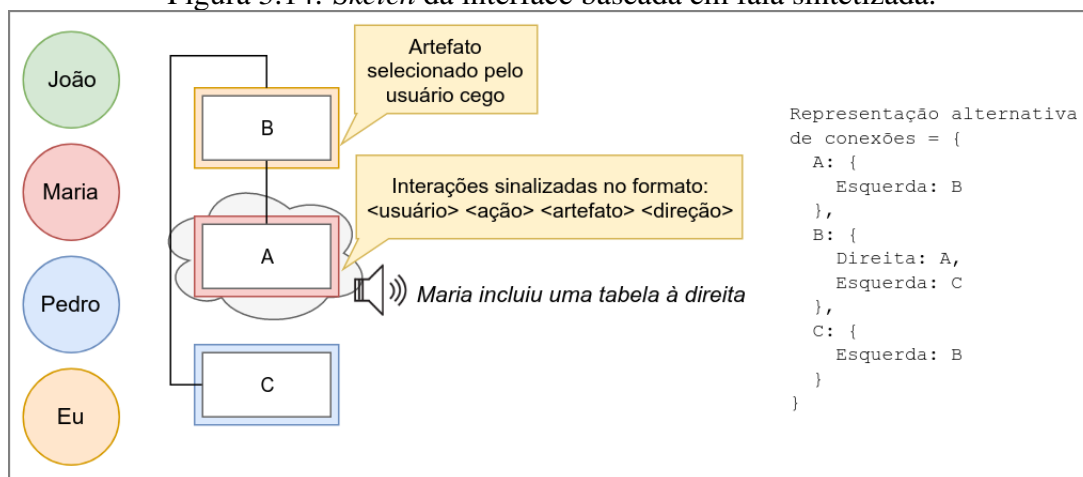 Figura 3.14: Sketch da interface baseada em fala sintetizada.
João
Maria
Pedro
Eu
B
A
C
Artefato
selecionado pelo
usuário cego
Interações sinalizadas no formato:
<usuário> <ação> <artefato> <direção>
Maria incluiu uma tabela à direita
Representação alternativa
de conexões = {
A: {
Esquerda: B
},
B: {
Direita: A,
Esquerda: C
},
C: {
Esquerda: B
}
}